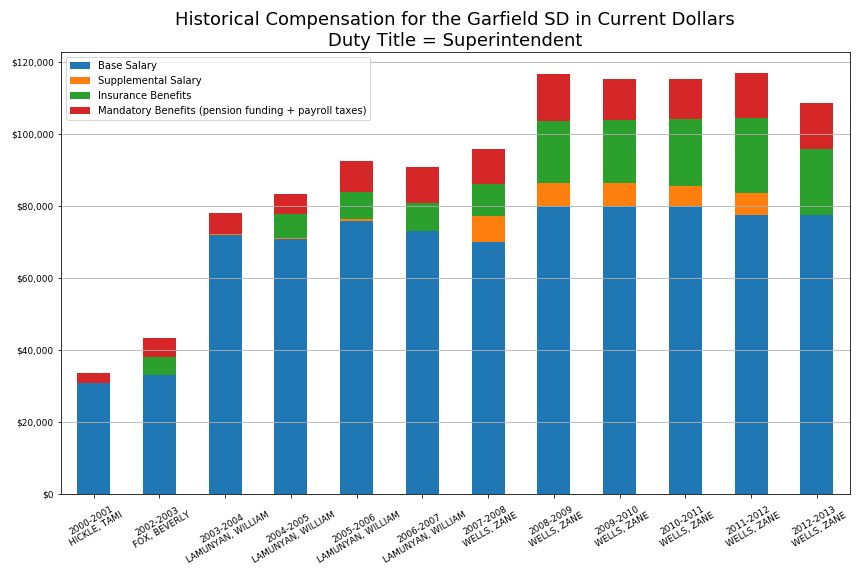 Historical Compensation for the Garfield SD in Current Dollars
Duty Title = Superintendent
Base Salary
Supplemental Salary
Insurance Benefits
Mandatory Benefits (pension funding + payroll taxes)
$120,000
$100,000
$80,000
$60,000
$40,000
$20,000
$0
2000-2001
HICKLE, TAMI
2002-2003
FOX, BEVERLY
2003-2004
LAMUNYAN, WILLIAM
2004-2005
LAMUNYAN, WILLIAM
2005-2006
LAMUNYAN, WILLIAM
2006-2007
LAMUNYAN, WILLIAM
2007-2008
WELLS, ZANE
2008-2009
WELLS, ZANE
2009-2010
WELLS, ZANE
2010-2011
WELLS, ZANE
2011-2012
WELLS, ZANE
2012-2013
WELLS, ZANE